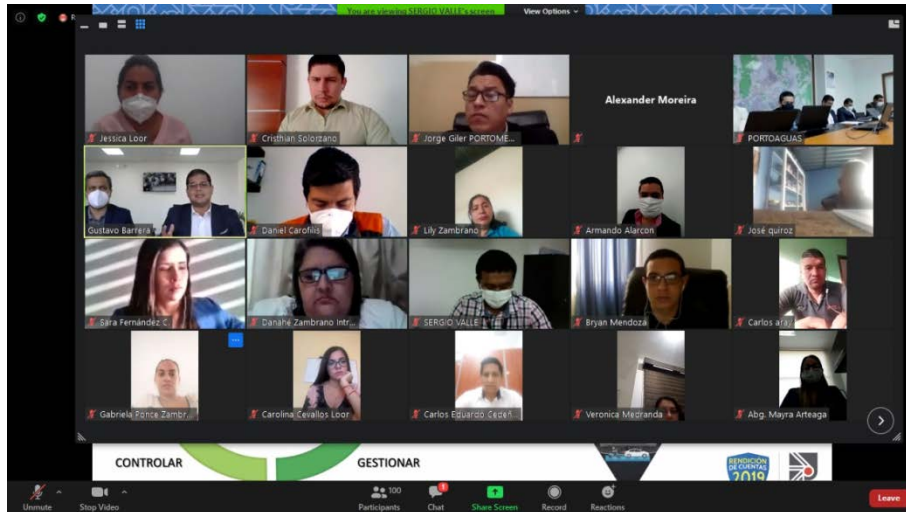 You are viewing SERGIO VALLE's screen
View Options
Jessica Loor
Cristhian Solorzano
Jorge Giler PORTOME...
Alexander Moreira
PORTOAGUAS
Gustavo Barrera
Daniel Carofilis
Lily Zambrano
Armando Alarcon
José quiroz
Sara Fernández C.
Danahe Zambrano Intr...
SERGIO VALLE
Bryan Mendoza
Carlos aray
Gabriela Ponce Zambr...
Carolina Cevallos Loor
Carlos Eduardo Cedeñ...
Veronica Medranda
Abg. Mayra Arteaga
CONTROLAR
GESTIONAR
RENDICIÓN
DE CUENTAS
2019
Unmute
Stop Video
100
Participants
1
Chat
Share Screen
Record
Reactions
Leave